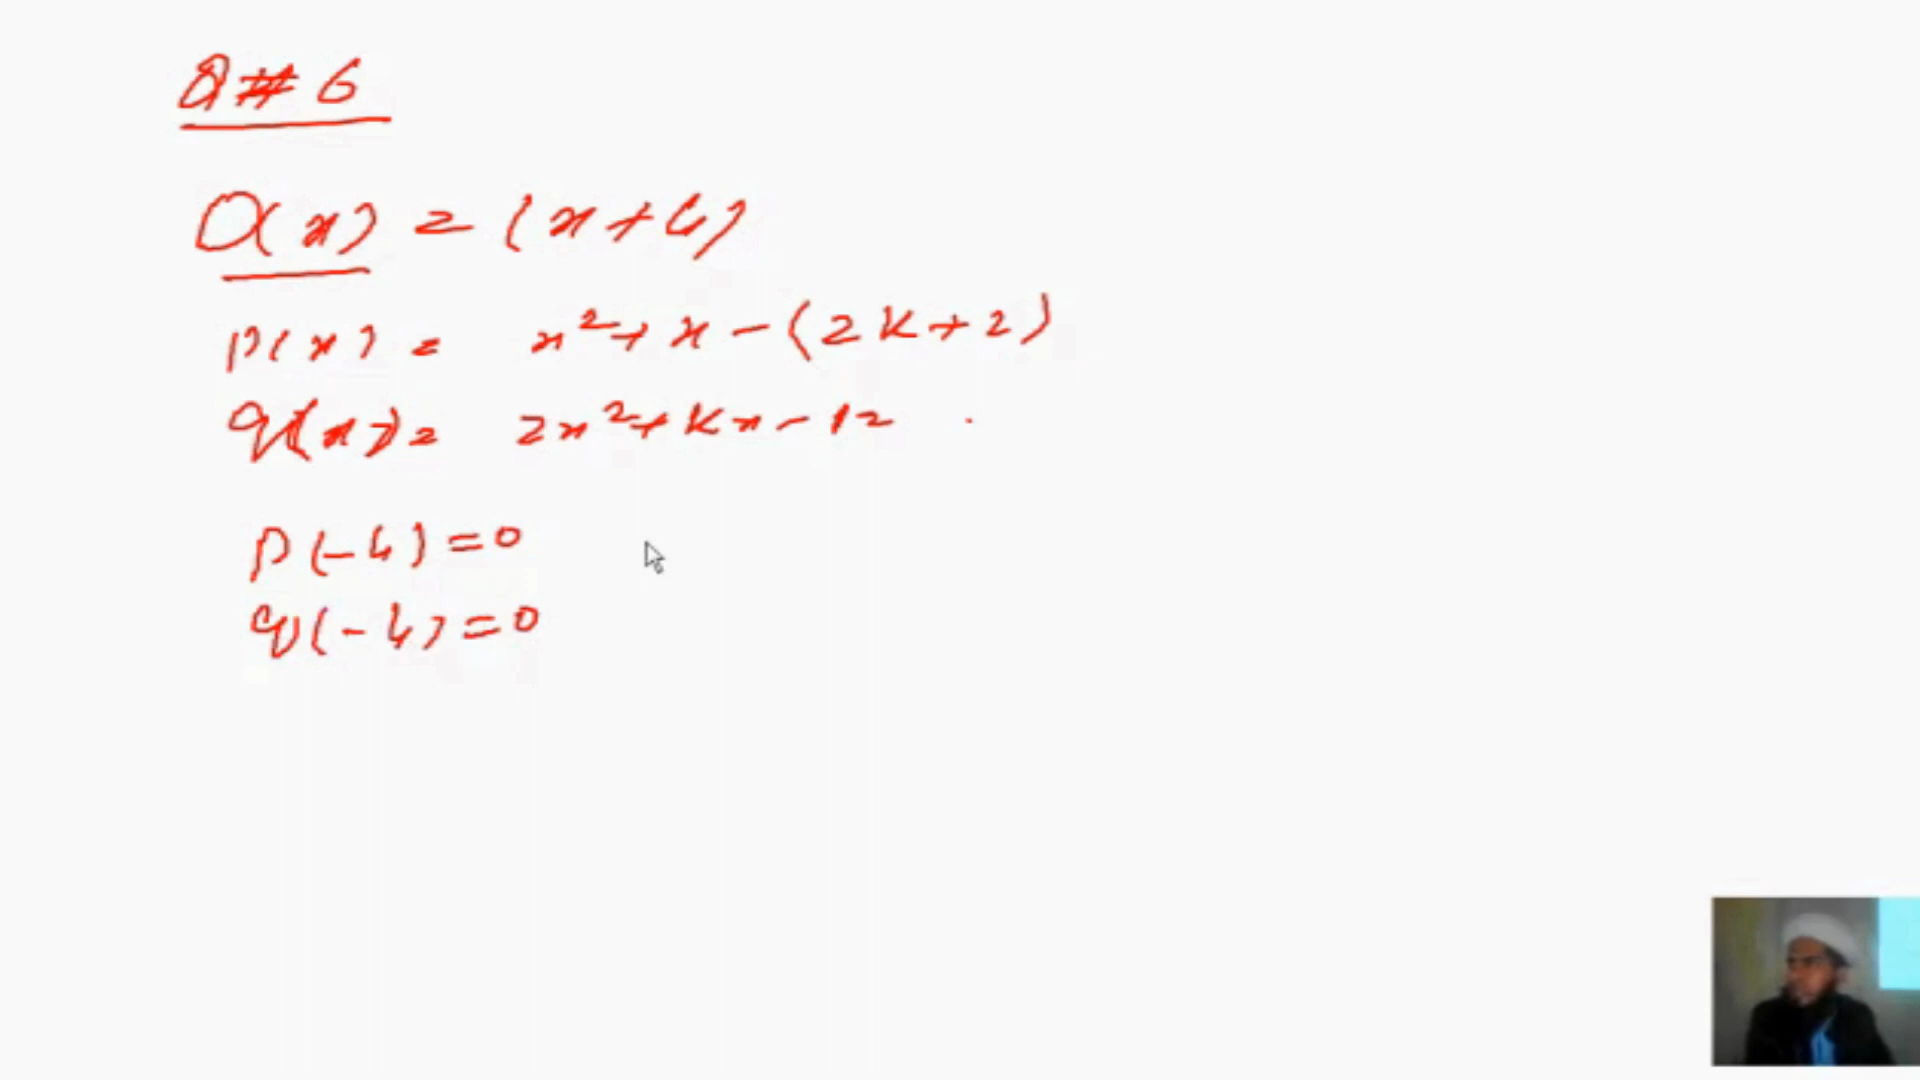 Q# 6
D(x) = (x+4)
P(x) = x²+x-(2k+2)
q(x) = 2x²+kx-12 .
P(-4)=0
q(-4)=0